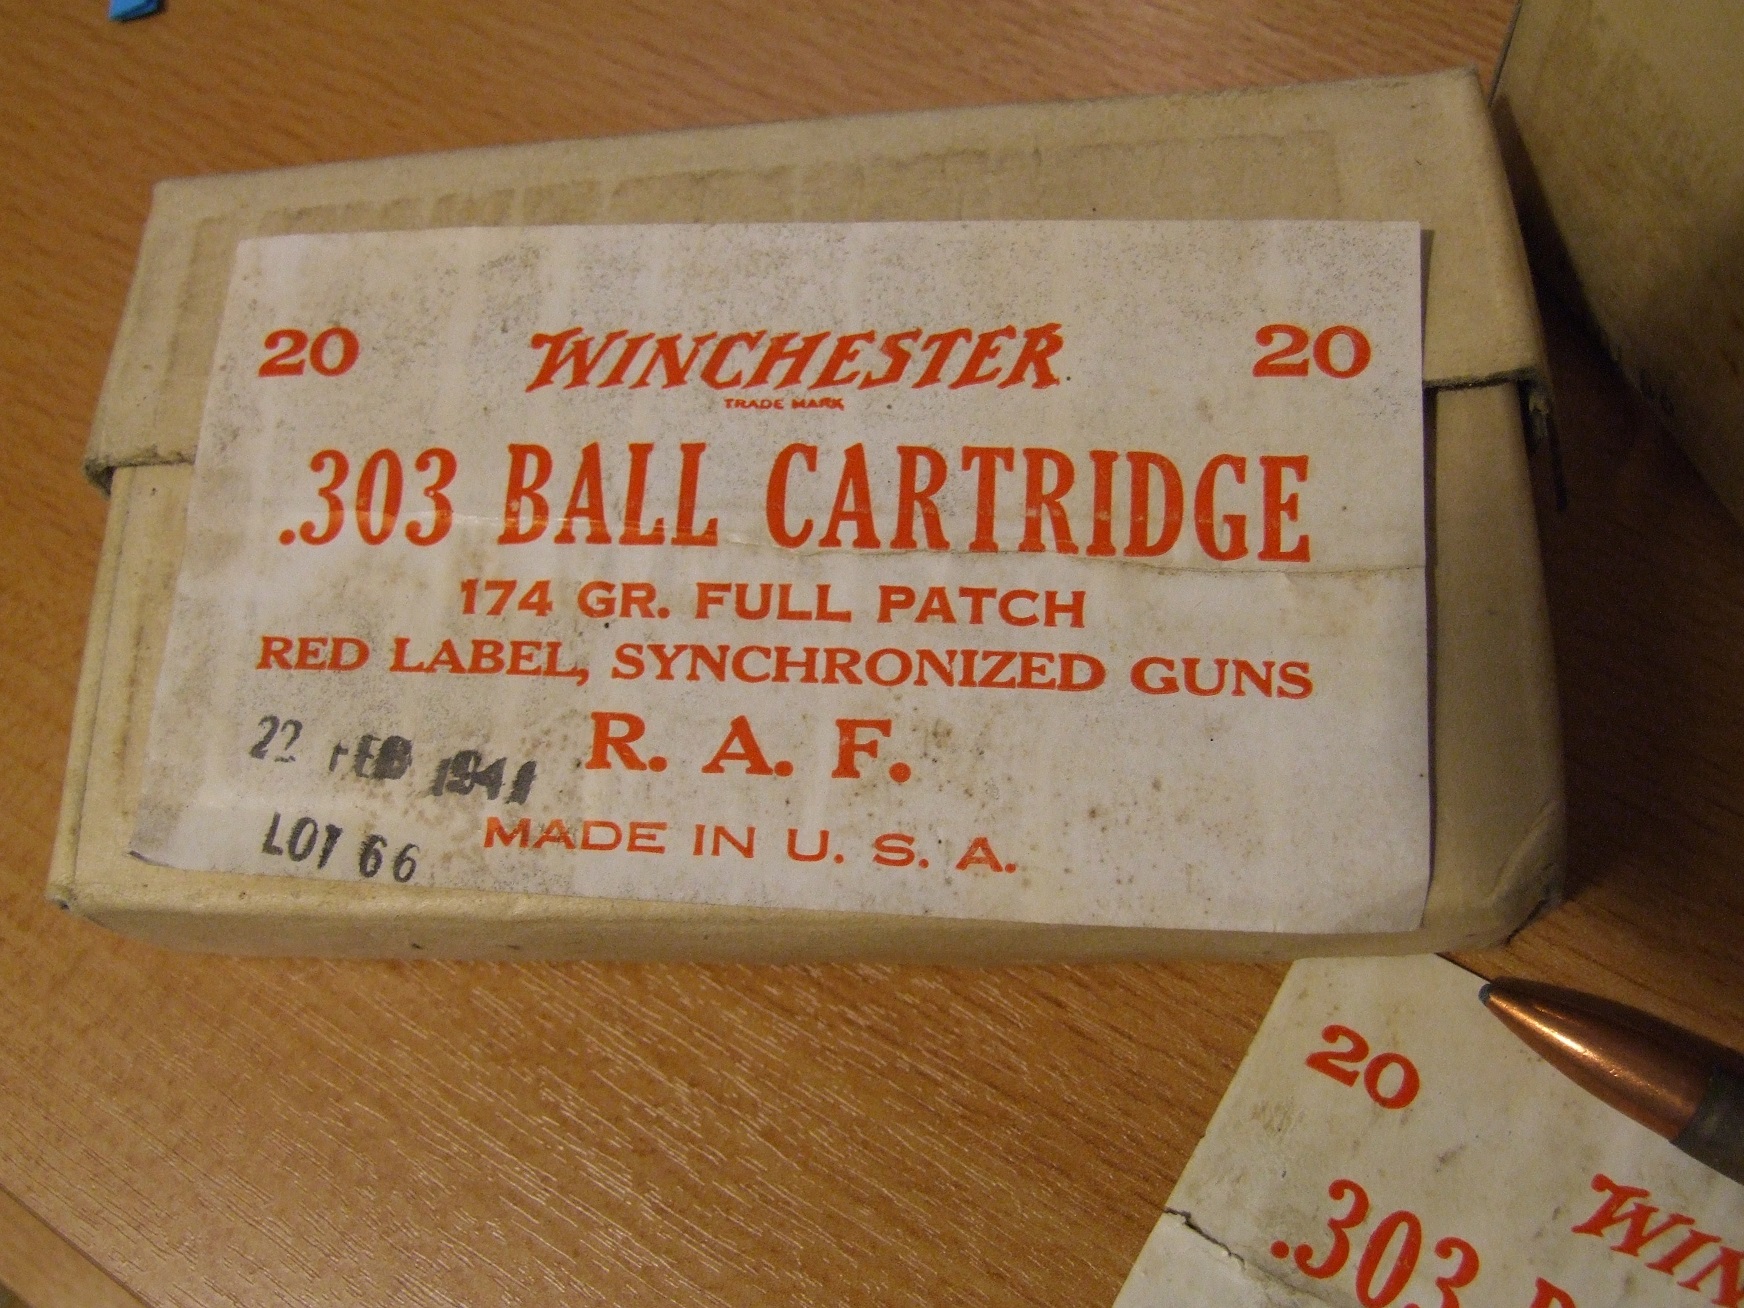 20 WINCHESTER 20
TRADE MARK
.303 BALL CARTRIDGE
174 GR. FULL PATCH
RED LABEL, SYNCHRONIZED GUNS
R. A. F.
22 FEB 1941
MADE IN U. S. A.
LOT 66
20
WIN
.303